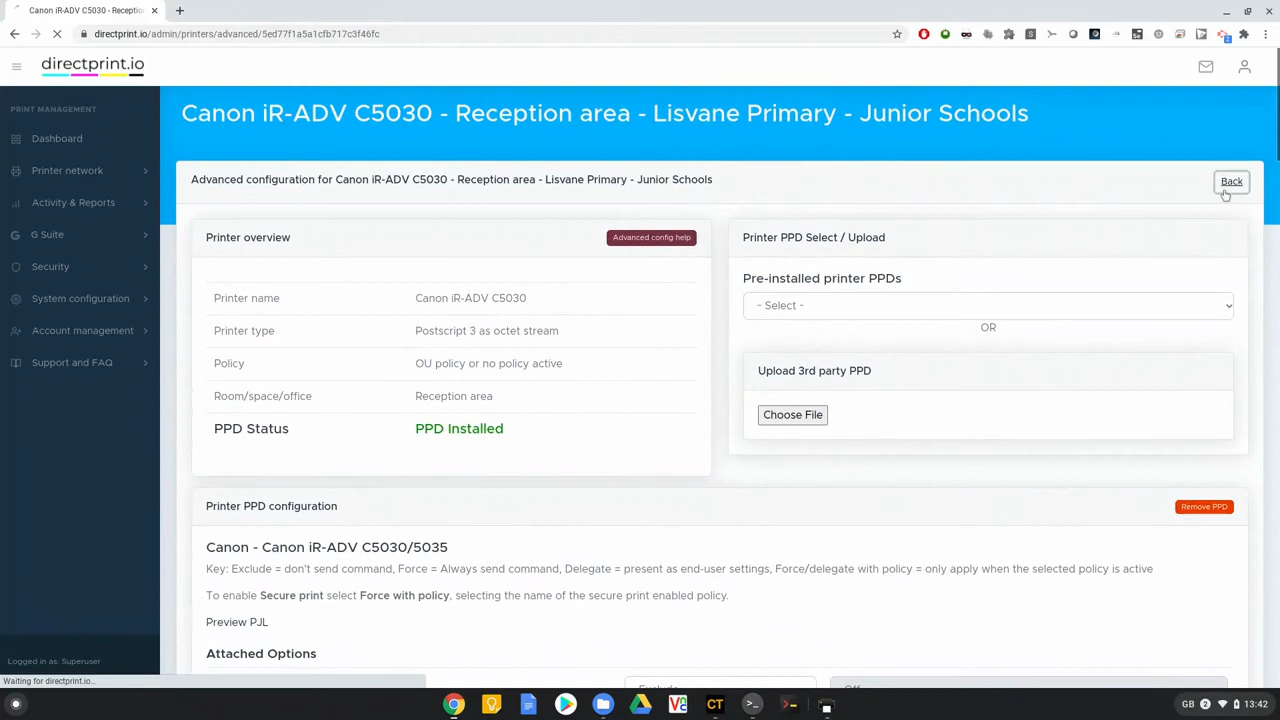 Canon iR-ADV C5030 - Receptio
directprint.io/admin/printers/advanced/5ed77f1a5a1cfb717c3f46fc
directprint.io
PRINT MANAGEMENT
Dashboard
Printer network
Activity & Reports
G Suite
Security
System configuration
Account management
Support and FAQ
Logged in as: Superuser
Waiting for directprint.io...
Canon iR-ADV C5030 - Reception area - Lisvane Primary - Junior Schools
Advanced configuration for Canon iR-ADV C5030 - Reception area - Lisvane Primary - Junior Schools
Back
Printer overview
Advanced config help
Printer name Canon iR-ADV C5030
Printer type Postscript 3 as octet stream
Policy OU policy or no policy active
Room/space/office Reception area
PPD Status PPD Installed
Printer PPD Select / Upload
Pre-installed printer PPDs
- Select -
OR
Upload 3rd party PPD
Choose File
Printer PPD configuration
Remove PPD
Canon - Canon iR-ADV C5030/5035
Key: Exclude = don't send command, Force = Always send command, Delegate = present as end-user settings, Force/delegate with policy = only apply when the selected policy is active
To enable Secure print select Force with policy, selecting the name of the secure print enabled policy.
Preview PJL
Attached Options
Exclude Off
GB 2 13:42